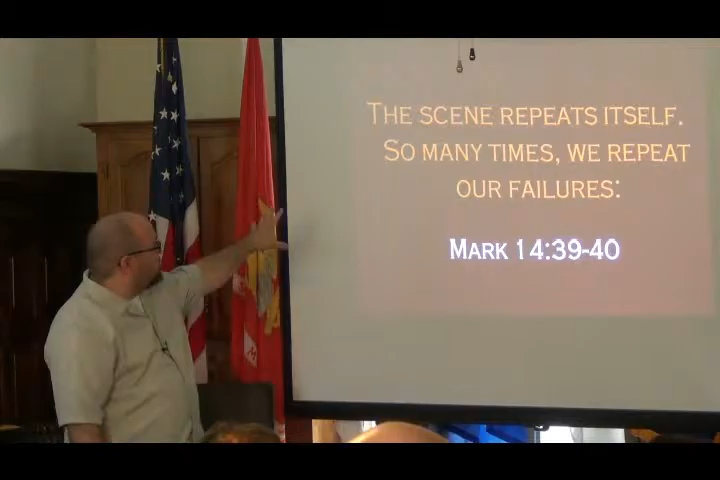 THE SCENE REPEATS ITSELF.
SO MANY TIMES, WE REPEAT
OUR FAILURES:
MARK 14:39-40